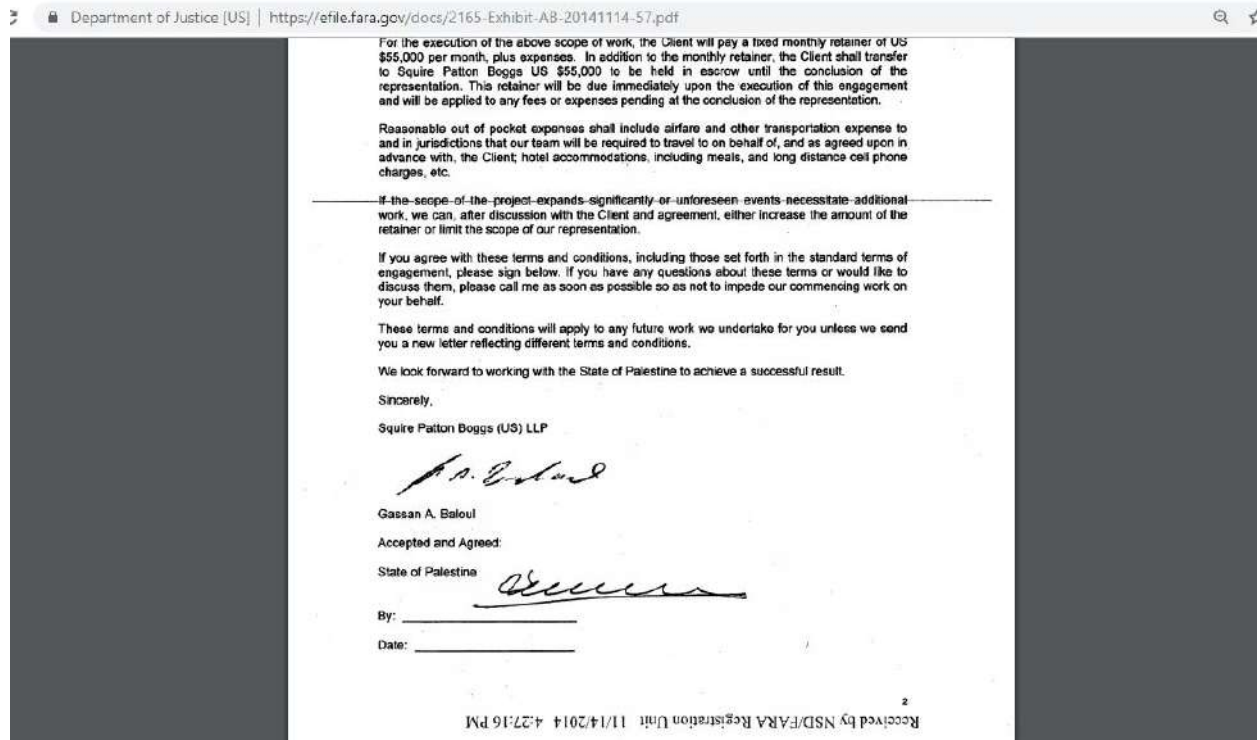 Department of Justice [US] | https://efile.fara.gov/docs/2165-Exhibit-AB-20141114-57.pdf
For the execution of the above scope of work, the Client will pay a fixed monthly retainer of US
$55,000 per month, plus expenses. In addition to the monthly retainer, the Client shall transfer
to Squire Patton Boggs US $55,000 to be held in escrow until the conclusion of the
representation. This retainer will be due immediately upon the execution of this engagement
and will be applied to any fees or expenses pending at the conclusion of the representation.
Reasonable out of pocket expenses shall include airfare and other transportation expense to
and in jurisdictions that our team will be required to travel to on behalf of, and as agreed upon in
advance with, the Client; hotel accommodations, including meals, and long distance cell phone
charges, etc.
If the scope of the project expands significantly or unforeseen events necessitate additional
work, we can, after discussion with the Client and agreement, either increase the amount of the
retainer or limit the scope of our representation.
If you agree with these terms and conditions, including those set forth in the standard terms of
engagement, please sign below. If you have any questions about these terms or would like to
discuss them, please call me as soon as possible so as not to impede our commencing work on
your behalf.
These terms and conditions will apply to any future work we undertake for you unless we send
you a new letter reflecting different terms and conditions.
We look forward to working with the State of Palestine to achieve a successful result.
Sincerely,
Squire Patton Boggs (US) LLP
Gassan A. Baloul
Accepted and Agreed:
State of Palestine
By:
Date:
2
Received by NSD/FARA Registration Unit 11/14/2014 4:27:16 PM